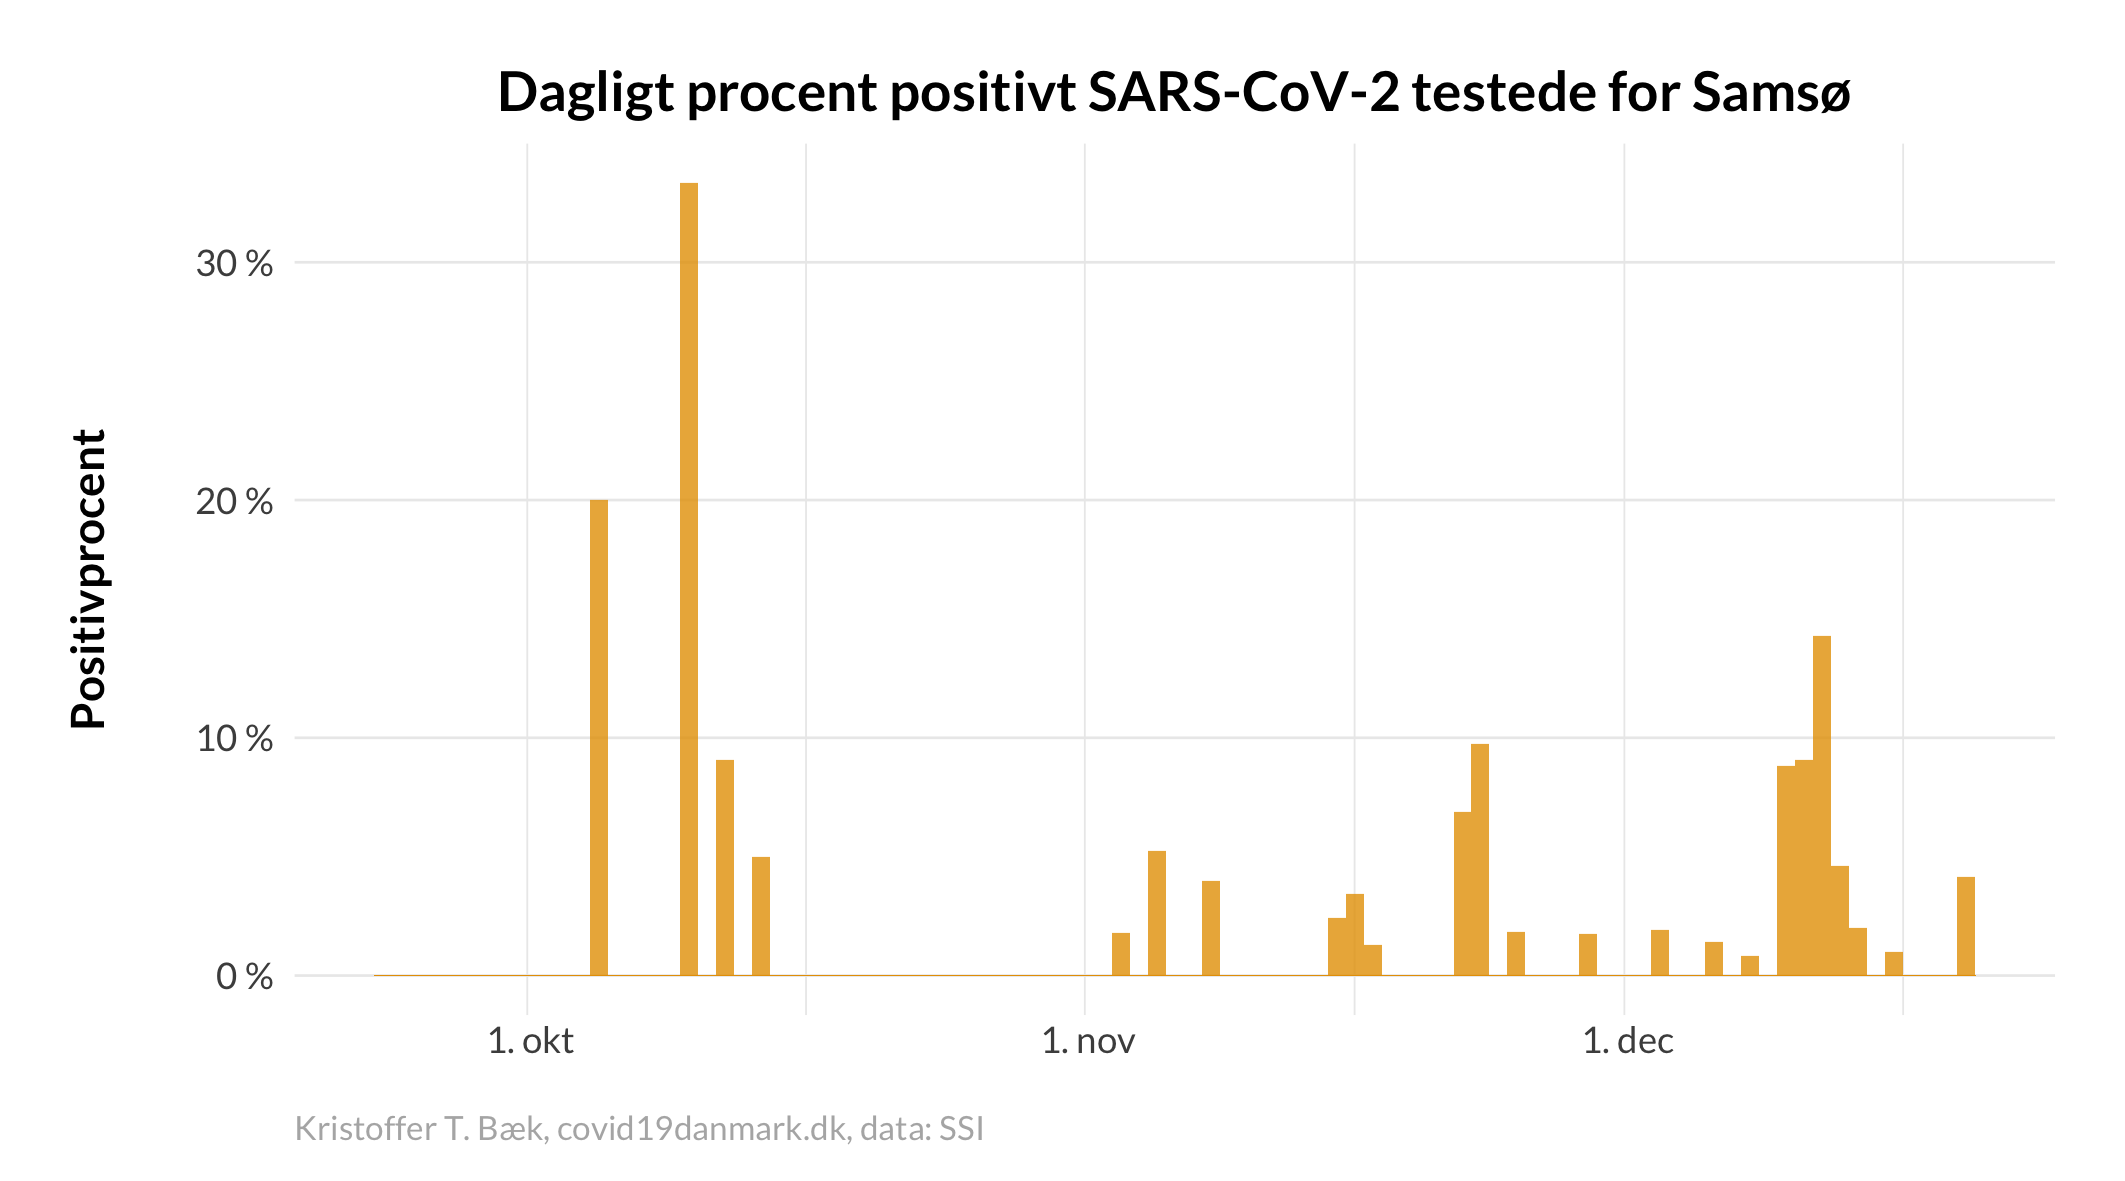 Dagligt procent positivt SARS-CoV-2 testede for Samsø
Positivprocent
30 %
20 %
10 %
0 %
1. okt
1. nov
1. dec
Kristoffer T. Bæk, covid19danmark.dk, data: SSI